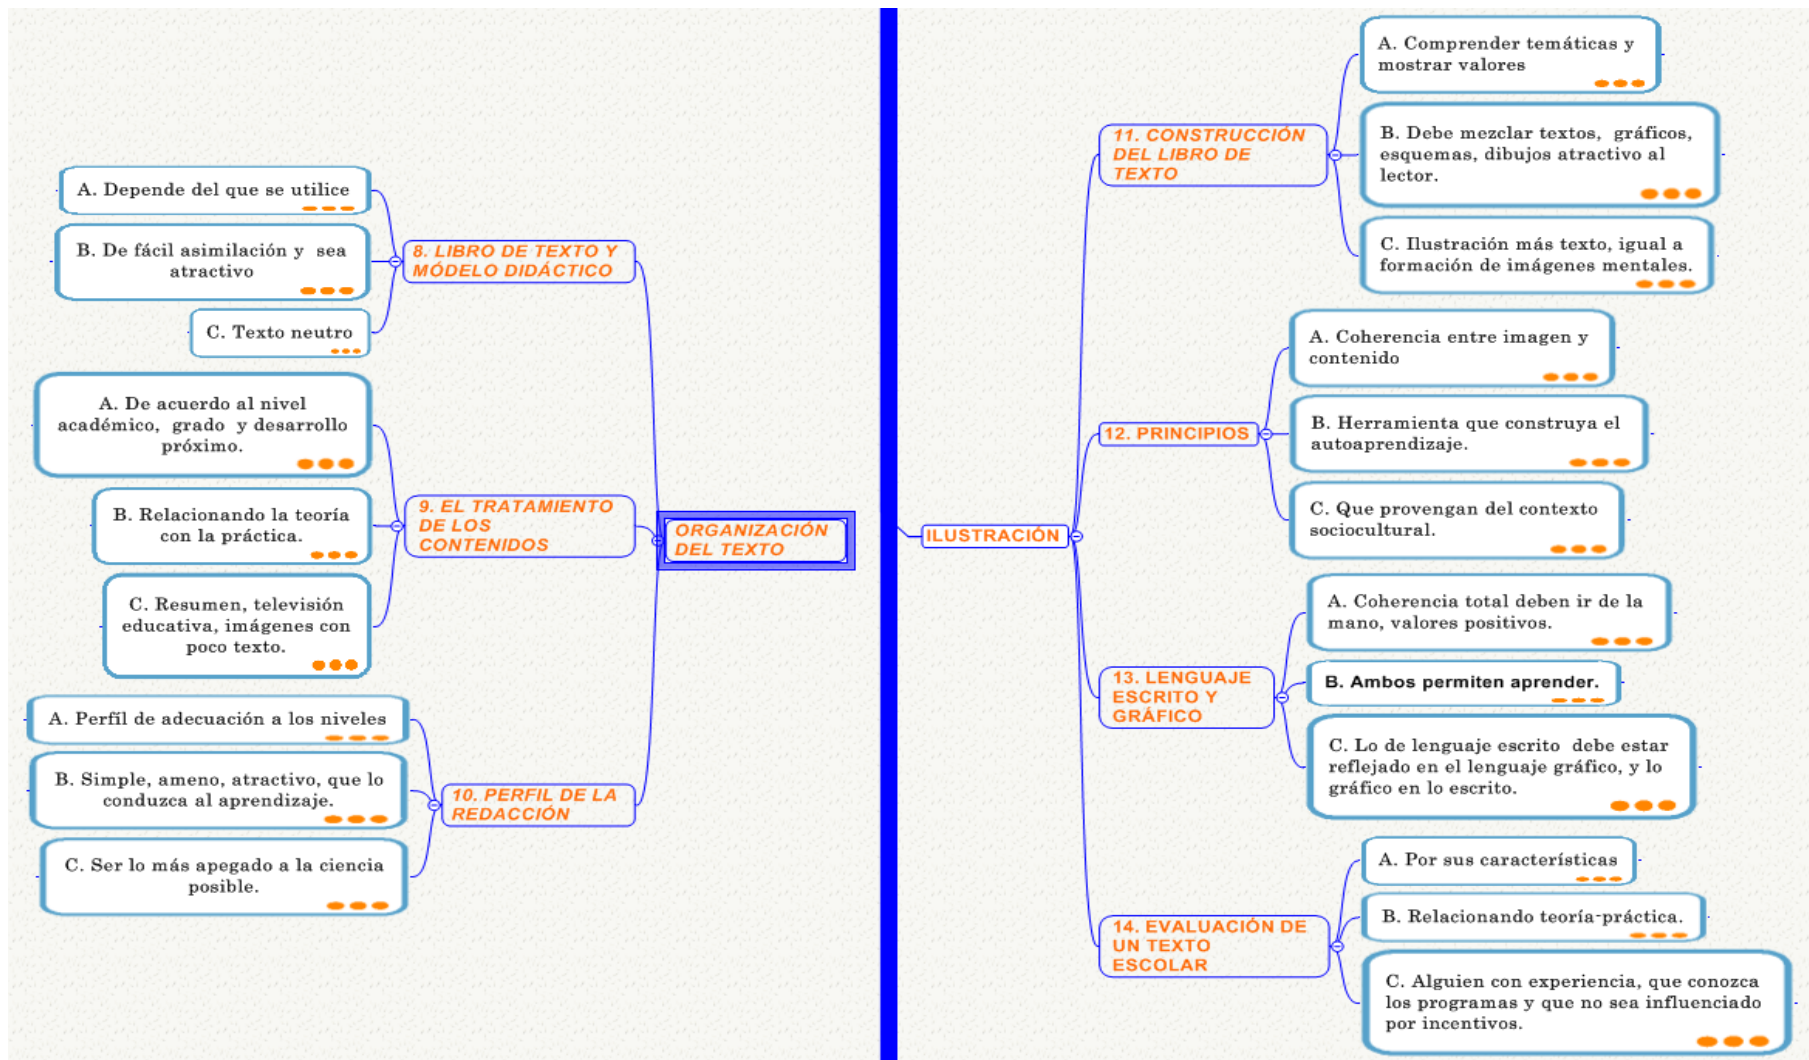 ORGANIZACIÓN
DEL TEXTO
8. LIBRO DE TEXTO Y
MÓDELO DIDÁCTICO
A. Depende del que se utilice
B. De fácil asimilación y sea
atractivo
C. Texto neutro
9. EL TRATAMIENTO
DE LOS
CONTENIDOS
A. De acuerdo al nivel
académico, grado y desarrollo
próximo.
B. Relacionando la teoría
con la práctica.
C. Resumen, televisión
educativa, imágenes con
poco texto.
10. PERFIL DE LA
REDACCIÓN
A. Perfíl de adecuación a los niveles
B. Simple, ameno, atractivo, que lo
conduzca al aprendizaje.
C. Ser lo más apegado a la ciencia
posible.
ILUSTRACIÓN
11. CONSTRUCCIÓN
DEL LIBRO DE
TEXTO
A. Comprender temáticas y
mostrar valores
B. Debe mezclar textos, gráficos,
esquemas, dibujos atractivo al
lector.
C. Ilustración más texto, igual a
formación de imágenes mentales.
12. PRINCIPIOS
A. Coherencia entre imagen y
contenido
B. Herramienta que construya el
autoaprendizaje.
C. Que provengan del contexto
sociocultural.
13. LENGUAJE
ESCRITO Y
GRÁFICO
A. Coherencia total deben ir de la
mano, valores positivos.
B. Ambos permiten aprender.
C. Lo de lenguaje escrito debe estar
reflejado en el lenguaje gráfico, y lo
gráfico en lo escrito.
14. EVALUACIÓN DE
UN TEXTO
ESCOLAR
A. Por sus características
B. Relacionando teoría-práctica.
C. Alguien con experiencia, que conozca
los programas y que no sea influenciado
por incentivos.